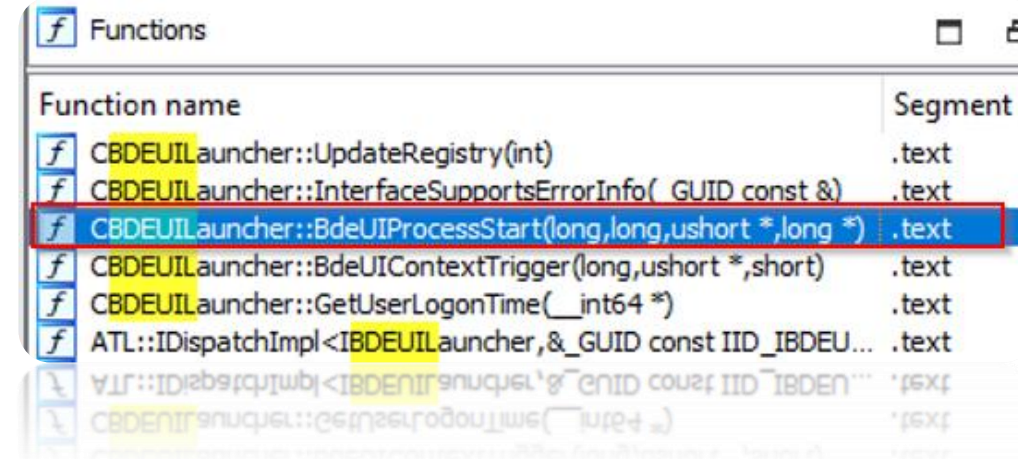 f Functions
Function name Segment
f CBDEUILauncher::UpdateRegistry(int) .text
f CBDEUILauncher::InterfaceSupportsErrorInfo(_GUID const &) .text
f CBDEUILauncher::BdeUIProcessStart(long,long,ushort *,long *) .text
f CBDEUILauncher::BdeUIContextTrigger(long,ushort *,short) .text
f CBDEUILauncher::GetUserLogonTime(__int64 *) .text
f ATL::IDispatchImpl<IBDEUILauncher,&_GUID const IID_IBDEU... .text